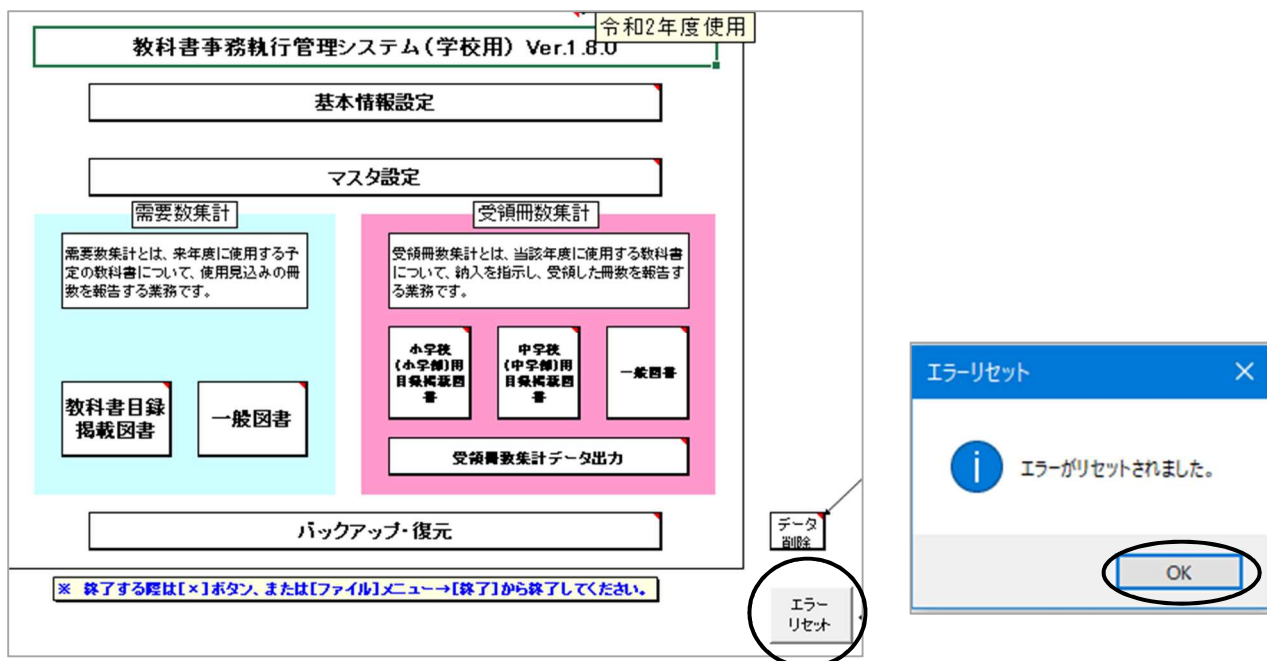 令和2年度使用
教科書事務執行管理システム(学校用) Ver.1.8.0
基本情報設定
マスタ設定
需要数集計
需要数集計とは、来年度に使用する予
定の教科書について、使用見込みの冊
数を報告する業務です。
教科書目録
掲載図書
一般図書
受領冊数集計
受領冊数集計とは、当該年度に使用する教科書
について、納入を指示し、受領した冊数を報告す
る業務です。
小学校
(小学部)用
目録掲載図
書
中学校
(中学部)用
目録掲載図
書
一般図書
受領冊数集計データ出力
バックアップ・復元
データ
削除
※ 終了する際は[×]ボタン、または[ファイル]メニュー→[終了]から終了してください。
エラー
リセット
エラーリセット
エラーがリセットされました。
OK